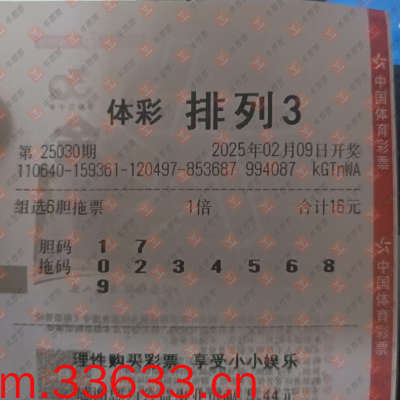 体彩 排列3
第 25030期 2025年02月09日开奖
110640-159361-120497-853687 994087 kGTnWA
组选6胆拖票 1倍 合计16元
胆码 1 7
拖码 0 2 3 4 5 6 8
9
理性购买彩票 享受小小娱乐
m.33633.cn
中国体育彩票
中国体育彩票